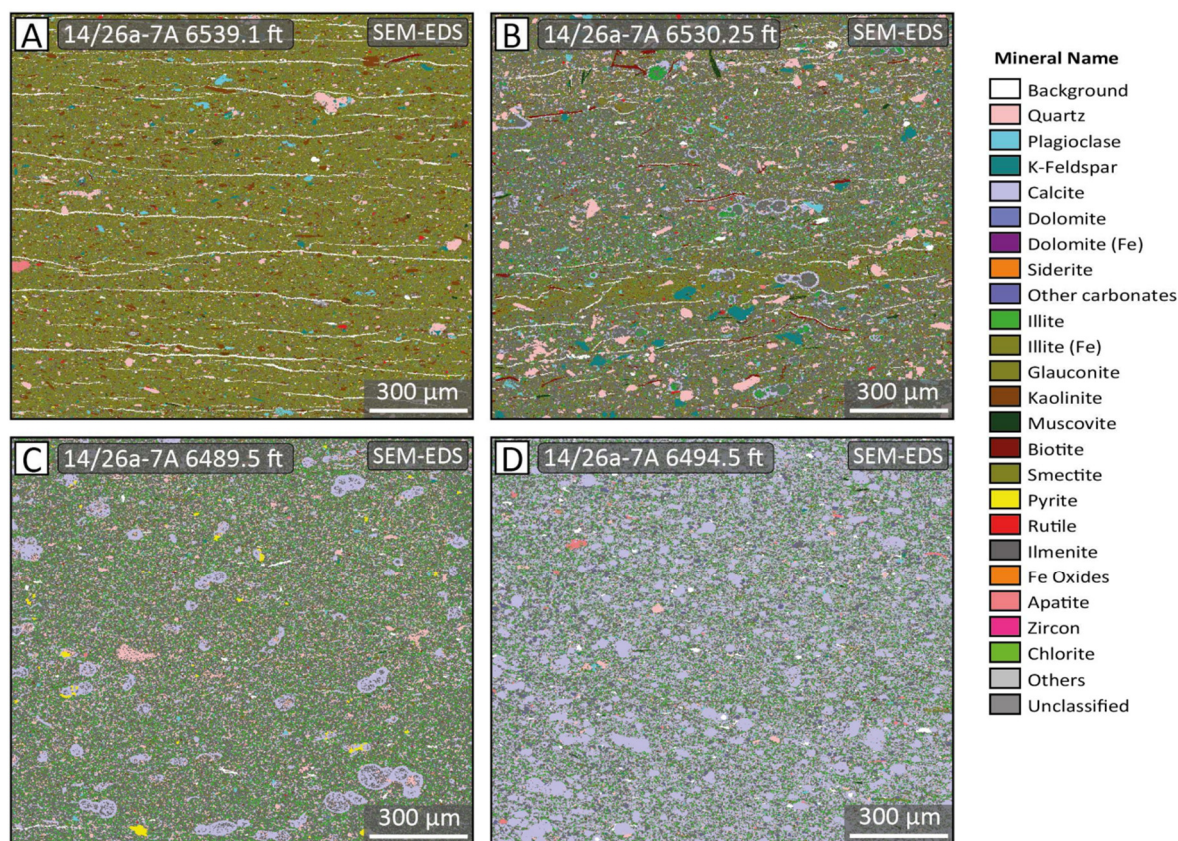 A
14/26a-7A 6539.1 ft
SEM-EDS
300 µm
B
14/26a-7A 6530.25 ft
SEM-EDS
300 µm
C
14/26a-7A 6489.5 ft
SEM-EDS
300 µm
D
14/26a-7A 6494.5 ft
SEM-EDS
300 µm
Mineral Name
Background
Quartz
Plagioclase
K-Feldspar
Calcite
Dolomite
Dolomite (Fe)
Siderite
Other carbonates
Illite
Illite (Fe)
Glauconite
Kaolinite
Muscovite
Biotite
Smectite
Pyrite
Rutile
Ilmenite
Fe Oxides
Apatite
Zircon
Chlorite
Others
Unclassified